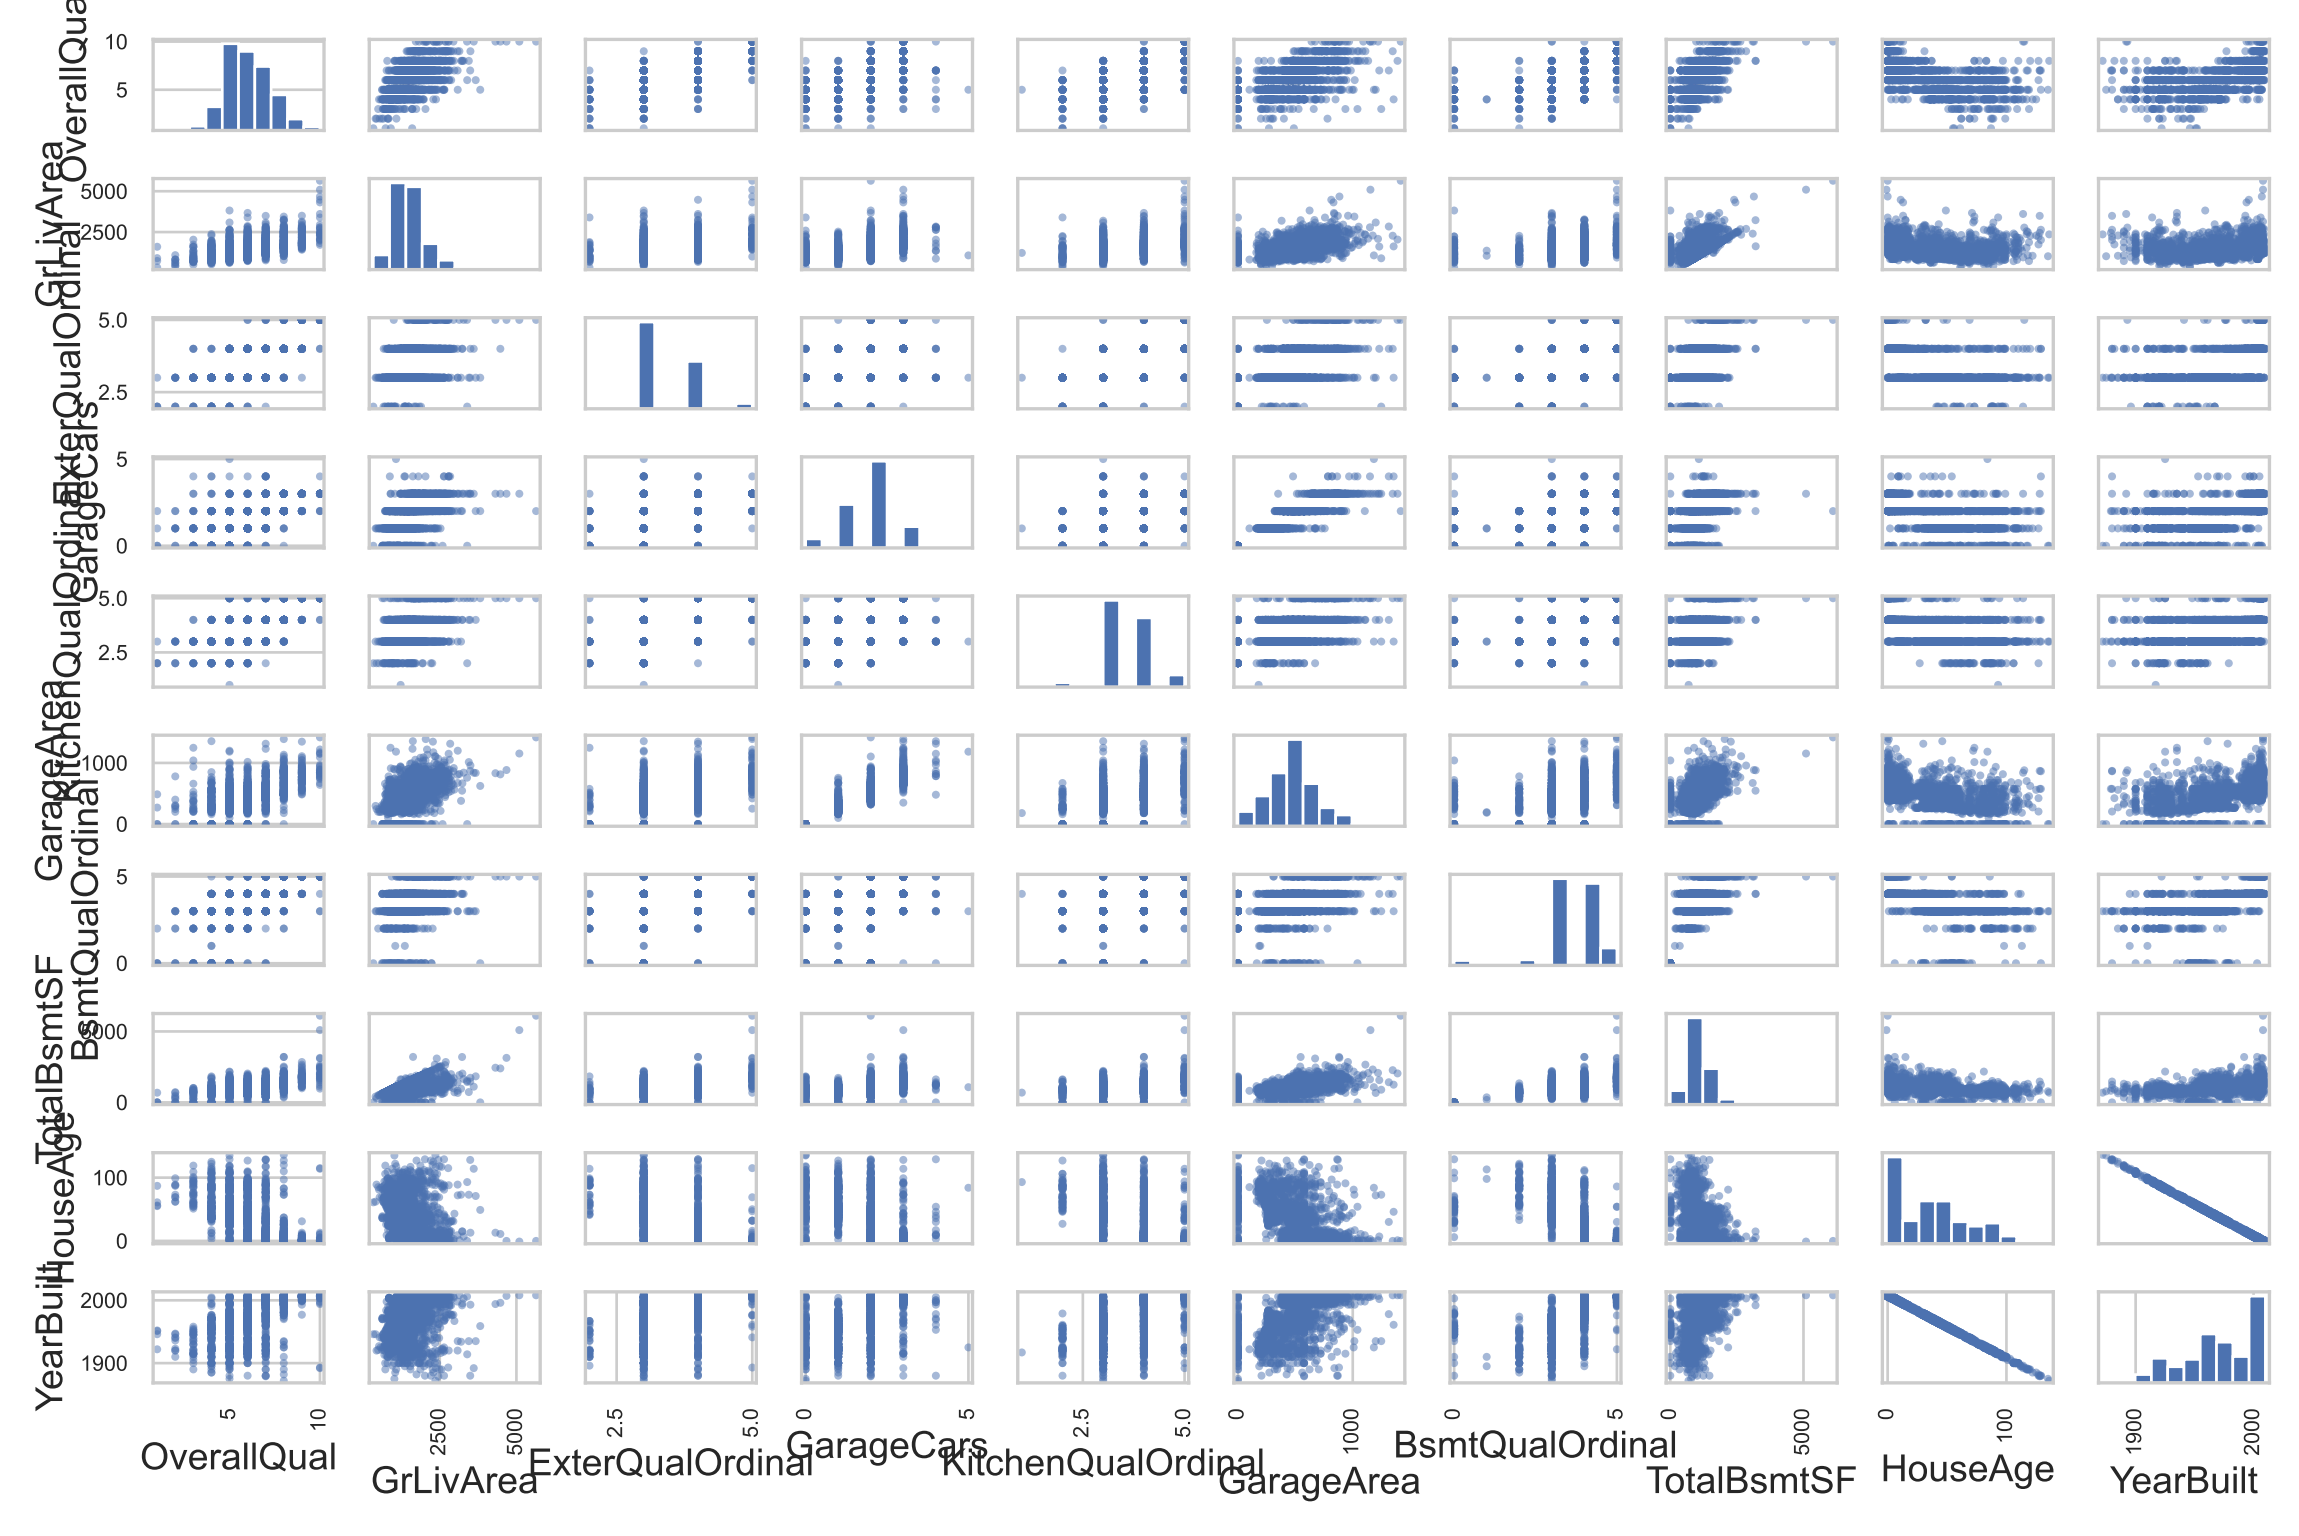 OverallQua
10
5
GrLivArea
5000
2500
ExterQualOrdinal
5.0
2.5
GarageCars
5
0
KitchenQualOrdinal
5.0
2.5
GarageArea
1000
0
BsmtQualOrdinal
5
0
TotalBsmtSF
5000
0
HouseAge
100
0
YearBuilt
2000
1900
5 10 2500 5000 2.5 5.0 0 5 2.5 5.0 0 1000 0 5 0 5000 0 100 1900 2000
OverallQual GrLivArea ExterQualOrdinal GarageCars KitchenQualOrdinal GarageArea BsmtQualOrdinal TotalBsmtSF HouseAge YearBuilt